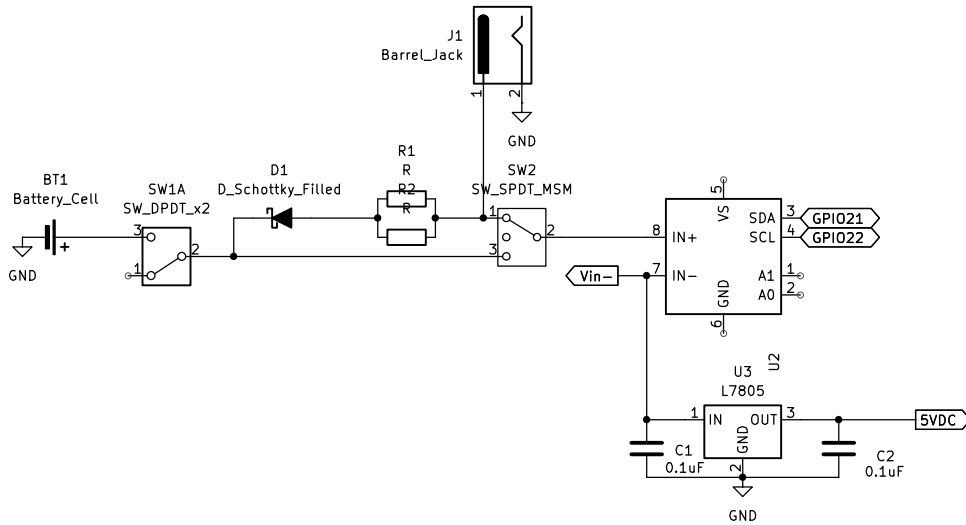 J1
Barrel_Jack
1
2
GND
BT1
Battery_Cell
+
GND
SW1A
SW_DPDT_x2
3
2
1
D1
D_Schottky_Filled
R1
R
R2
R
SW2
SW_SPDT_MSM
1
2
3
5
VS
8 IN+
7 IN-
SDA 3 GPIO21
SCL 4 GPIO22
A1 1
A0 2
GND
6
U2
Vin-
U3
L7805
1 IN
OUT 3
GND
2
5VDC
C1
0.1uF
C2
0.1uF
GND